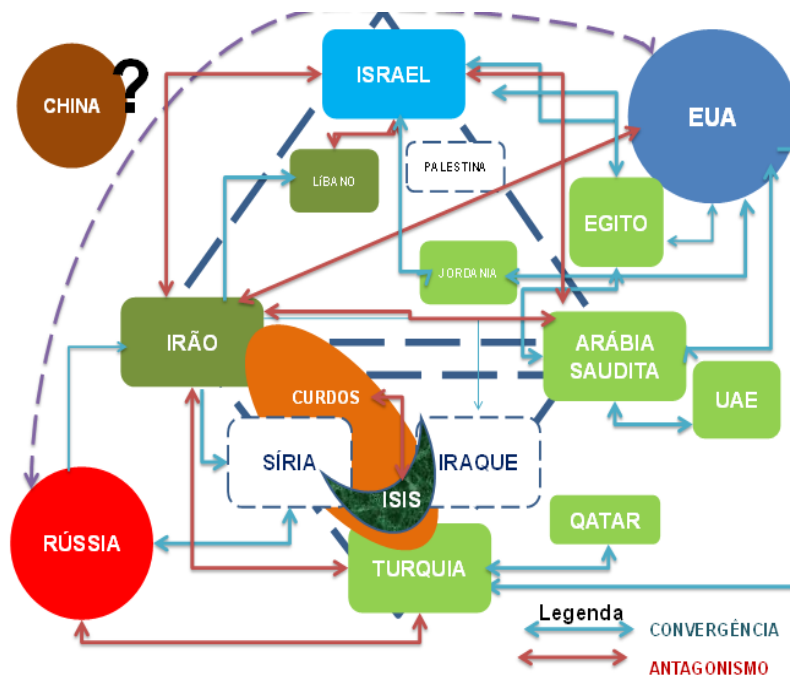 ISRAEL
CHINA
?
EUA
LÍBANO
PALESTINA
EGITO
JORDANIA
IRÃO
ARÁBIA
SAUDITA
CURDOS
UAE
SÍRIA
IRAQUE
ISIS
QATAR
RÚSSIA
TURQUIA
Legenda
CONVERGÊNCIA
ANTAGONISMO